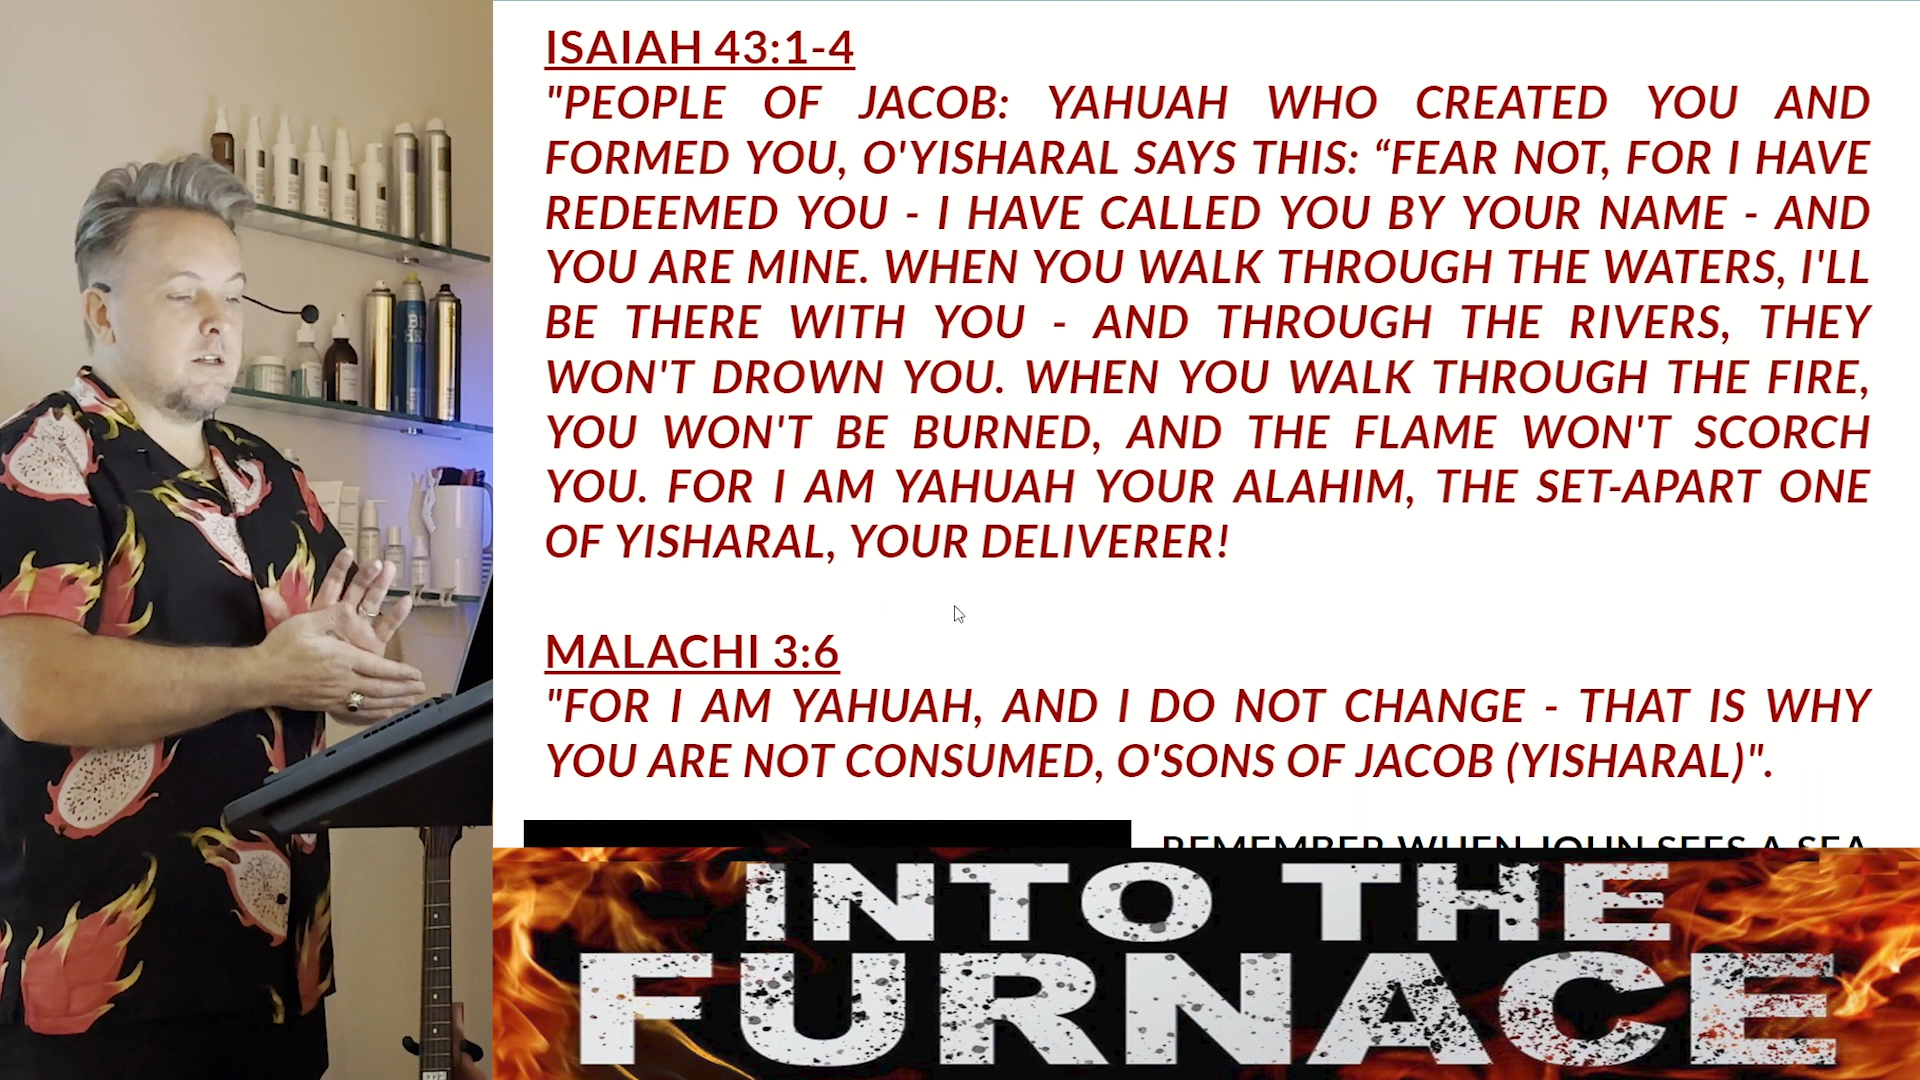 ISAIAH 43:1-4
"PEOPLE OF JACOB: YAHUAH WHO CREATED YOU AND
FORMED YOU, O'YISHARAL SAYS THIS: “FEAR NOT, FOR I HAVE
REDEEMED YOU - I HAVE CALLED YOU BY YOUR NAME - AND
YOU ARE MINE. WHEN YOU WALK THROUGH THE WATERS, I'LL
BE THERE WITH YOU - AND THROUGH THE RIVERS, THEY
WON'T DROWN YOU. WHEN YOU WALK THROUGH THE FIRE,
YOU WON'T BE BURNED, AND THE FLAME WON'T SCORCH
YOU. FOR I AM YAHUAH YOUR ALAHIM, THE SET-APART ONE
OF YISHARAL, YOUR DELIVERER!
MALACHI 3:6
"FOR I AM YAHUAH, AND I DO NOT CHANGE - THAT IS WHY
YOU ARE NOT CONSUMED, O'SONS OF JACOB (YISHARAL)".
REMEMBER WHEN JOHN SEES A SEA
INTO THE
FURNACE